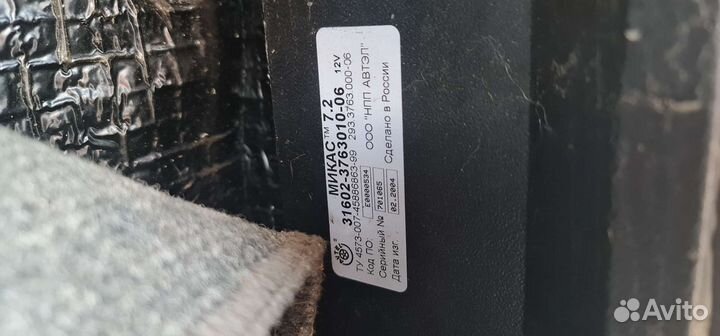 МИКАС™ 7.2
31602-3763010-06 12V
ТУ 4573-007-45886863-99 293.3763.000-06
Код ПО: E0000534 ООО "НПП АВТЭЛ"
Серийный № 701065
Дата изг. 02.2004 Сделано в России
Avito